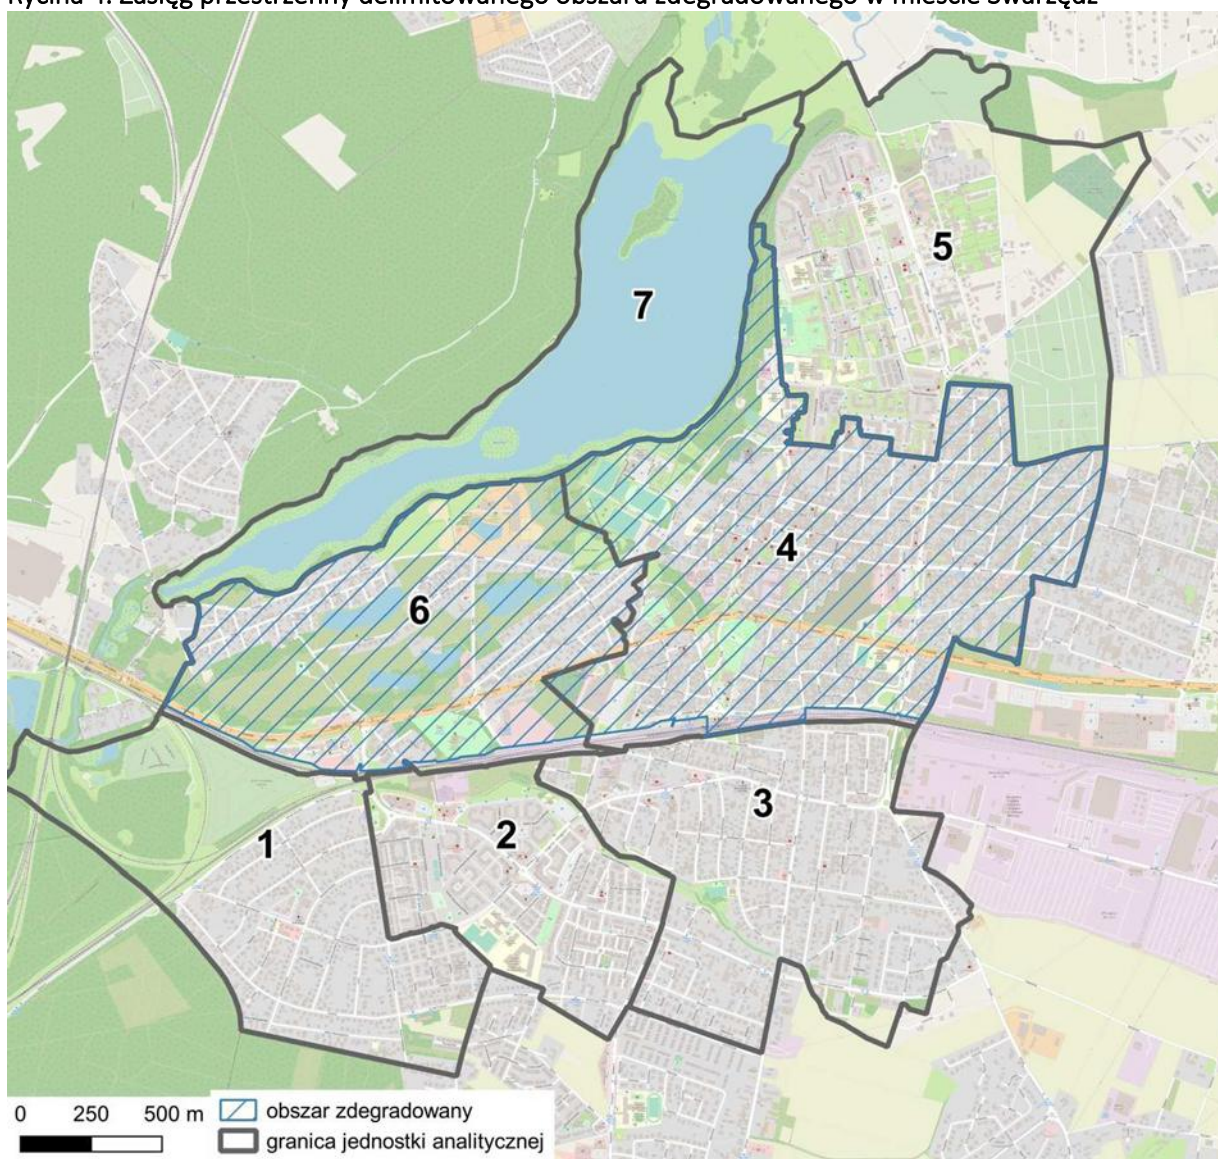 Rycina 4. Zasięg przestrzenny delimitowanego obszaru zdegradowanego w mieście Swarzędz
5
7
4
6
3
2
1
0 250 500 m
obszar zdegradowany
granica jednostki analitycznej